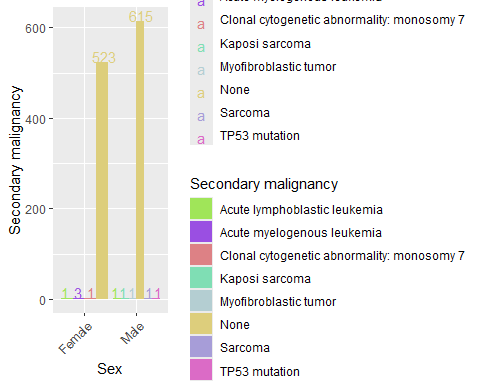 Acute myelogenous leukemia
a Clonal cytogenetic abnormality: monosomy 7
a Kaposi sarcoma
a Myofibroblastic tumor
a None
a Sarcoma
a TP53 mutation
Secondary malignancy
Acute lymphoblastic leukemia
Acute myelogenous leukemia
Clonal cytogenetic abnormality: monosomy 7
Kaposi sarcoma
Myofibroblastic tumor
None
Sarcoma
TP53 mutation
Secondary malignancy
600
400
200
0
523
615
1 3 1
1 1 1 1 1
Female
Male
Sex